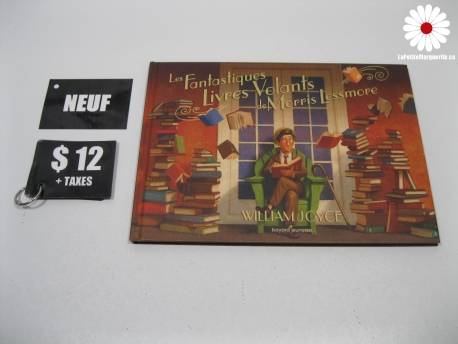 LaPetiteMarguerite.ca
NEUF
$ 12
+ TAXES
Les Fantastiques
Livres Volants
de Morris Lessmore
WILLIAM JOYCE
bayard jeunesse